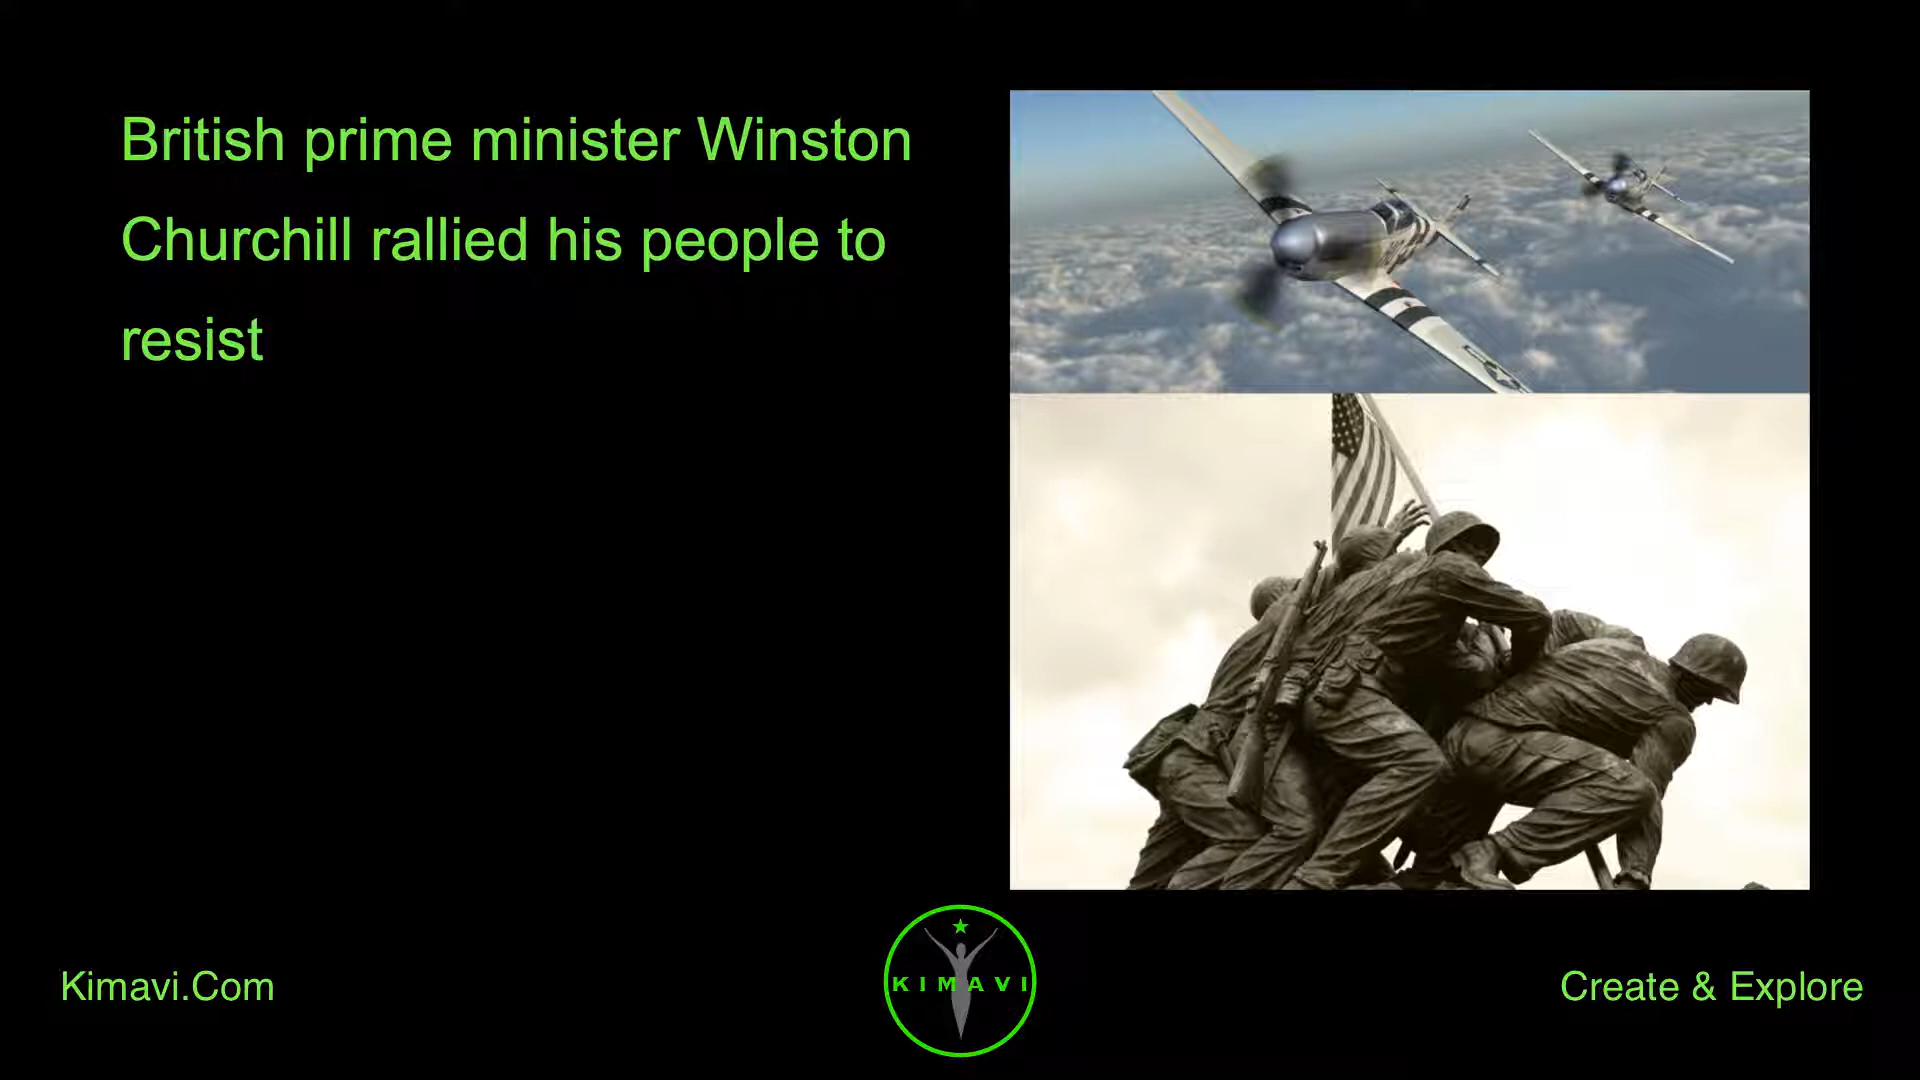 British prime minister Winston
Churchill rallied his people to
resist
KIMAVI
Kimavi.Com
Create & Explore